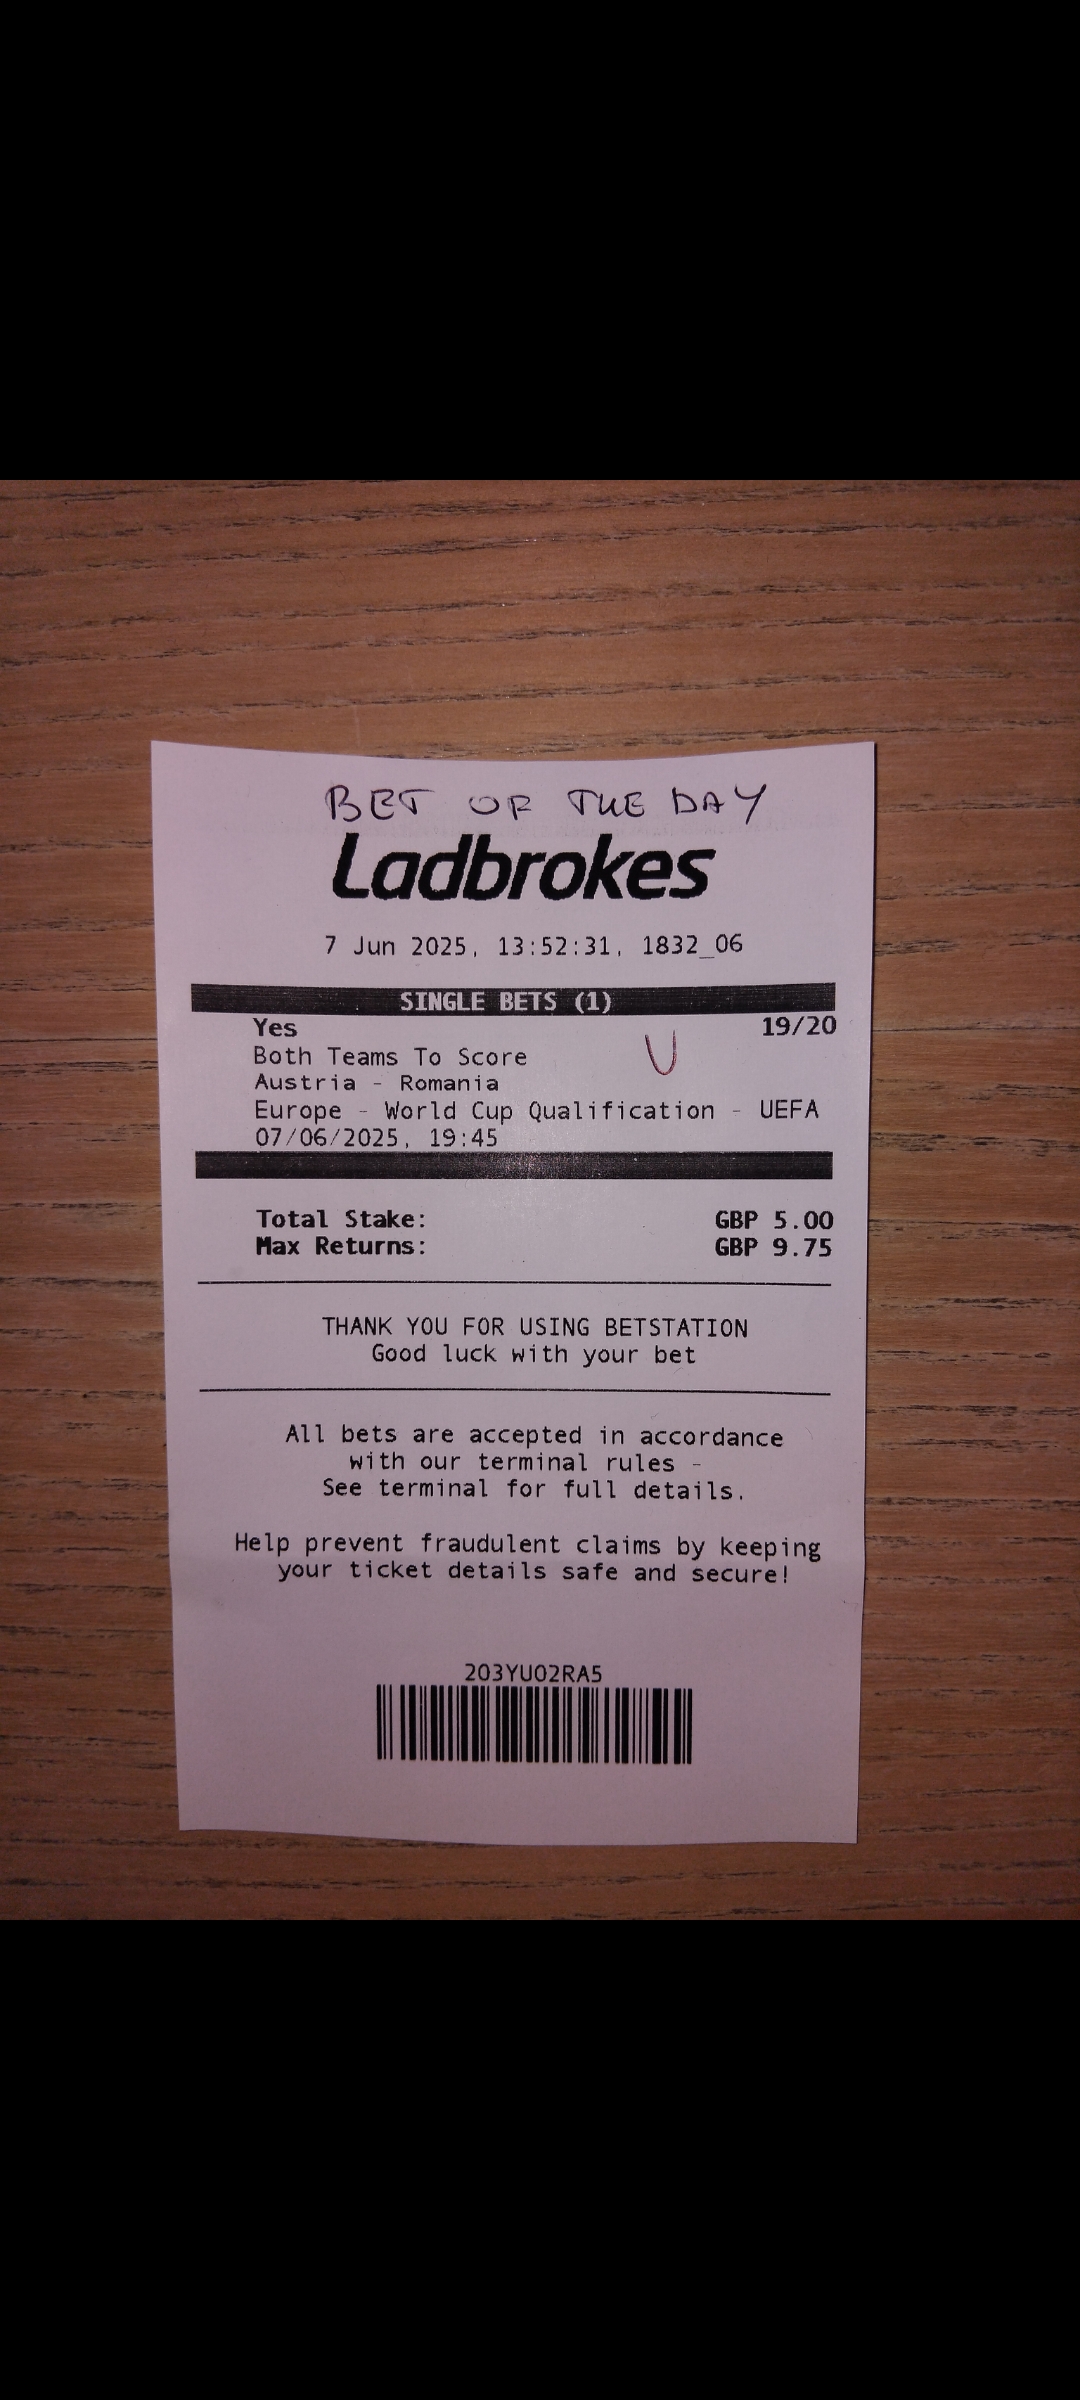 BET OF THE DAY
Ladbrokes
7 Jun 2025, 13:52:31, 1832_06
SINGLE BETS (1)
Yes 19/20
Both Teams To Score
Austria - Romania
Europe - World Cup Qualification - UEFA
07/06/2025, 19:45
Total Stake: GBP 5.00
Max Returns: GBP 9.75
THANK YOU FOR USING BETSTATION
Good luck with your bet
All bets are accepted in accordance
with our terminal rules -
See terminal for full details.
Help prevent fraudulent claims by keeping
your ticket details safe and secure!
203YU02RA5